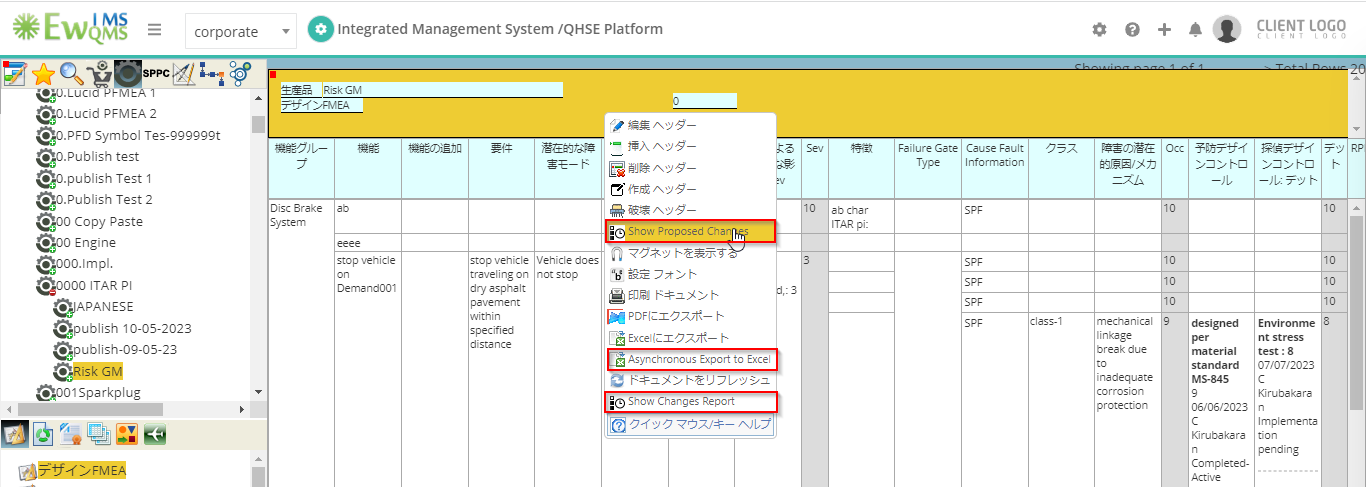 EwIMS
QMS
corporate
Integrated Management System /QHSE Platform
CLIENT LOGO
CLIENT LOGO
SPPC
Showing page 1 of 1
> Total Rows 20
0.Lucid PFMEA 1
0.Lucid PFMEA 2
0.PFD Symbol Tes-999999t
0.Publish test
0.publish Test 1
0.Publish Test 2
00 Copy Paste
00 Engine
000.Impl.
0000 ITAR PI
JAPANESE
publish 10-05-2023
publish-09-05-23
Risk GM
001Sparkplug
デザインFMEA
生産品 Risk GM
デザインFMEA
0
機能グループ
機能
機能の追加
要件
潜在的な障害モード
Sev
特徴
Failure Gate Type
Cause Fault Information
クラス
障害の潜在的原因/メカニズム
Occ
予防デザインコントロール
探偵デザインコントロール: デット
デット
RP
編集 ヘッダー
挿入 ヘッダー
削除 ヘッダー
作成 ヘッダー
破壊 ヘッダー
Show Proposed Changes
マグネットを表示する
設定 フォント
印刷 ドキュメント
PDFにエクスポート
Excelにエクスポート
Asynchronous Export to Excel
ドキュメントをリフレッシュ
Show Changes Report
クイック マウス/キー ヘルプ
Disc Brake System
ab
10
ab char
ITAR pi:
SPF
10
10
eeee
SPF
10
10
stop vehicle on Demand001
stop vehicle traveling on dry asphalt pavement within specified distance
Vehicle does not stop
d,: 3
3
SPF
10
10
SPF
10
10
SPF
class-1
mechanical linkage break due to inadequate corrosion protection
9
designed per material standard MS-845
9
06/06/2023
C
Kirubakaran
Completed-Active
Environment stress test : 8
07/07/2023
C
Kirubakaran
Implementation pending
8